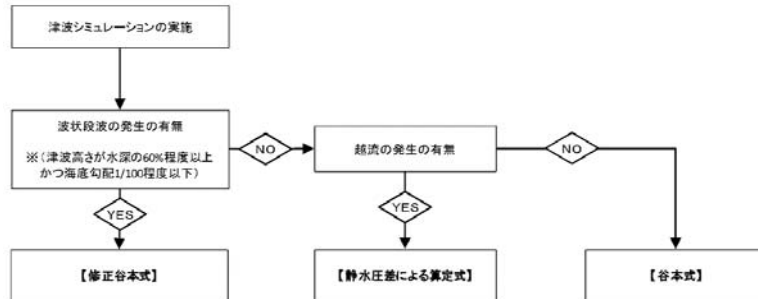 津波シミュレーションの実施
波状段波の発生の有無
※（津波高さが水深の60%程度以上
かつ海底勾配1/100程度以下）
NO
越流の発生の有無
NO
YES
YES
【修正谷本式】
【静水圧差による算定式】
【谷本式】